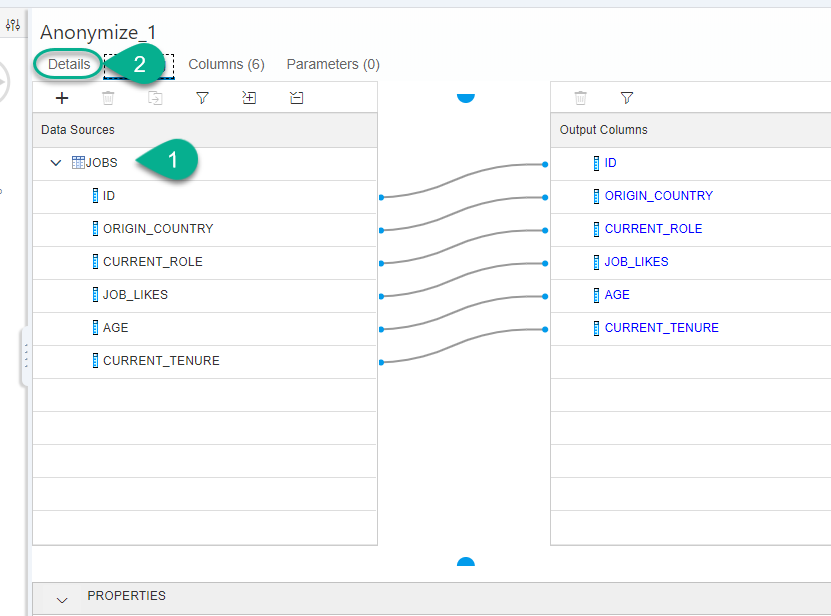 Anonymize_1
Details
2
Columns (6)
Parameters (0)
Data Sources
Output Columns
JOBS
1
ID
ID
ORIGIN_COUNTRY
ORIGIN_COUNTRY
CURRENT_ROLE
CURRENT_ROLE
JOB_LIKES
JOB_LIKES
AGE
AGE
CURRENT_TENURE
CURRENT_TENURE
PROPERTIES